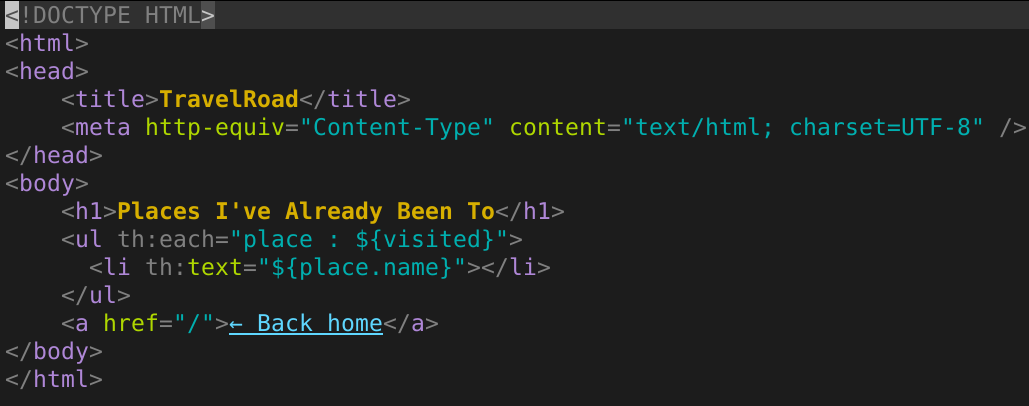 <!DOCTYPE HTML>
<html>
<head>
    <title>TravelRoad</title>
    <meta http-equiv="Content-Type" content="text/html; charset=UTF-8" />
</head>
<body>
    <h1>Places I've Already Been To</h1>
    <ul th:each="place : ${visited}">
      <li th:text="${place.name}"></li>
    </ul>
    <a href="/">← Back home</a>
</body>
</html>